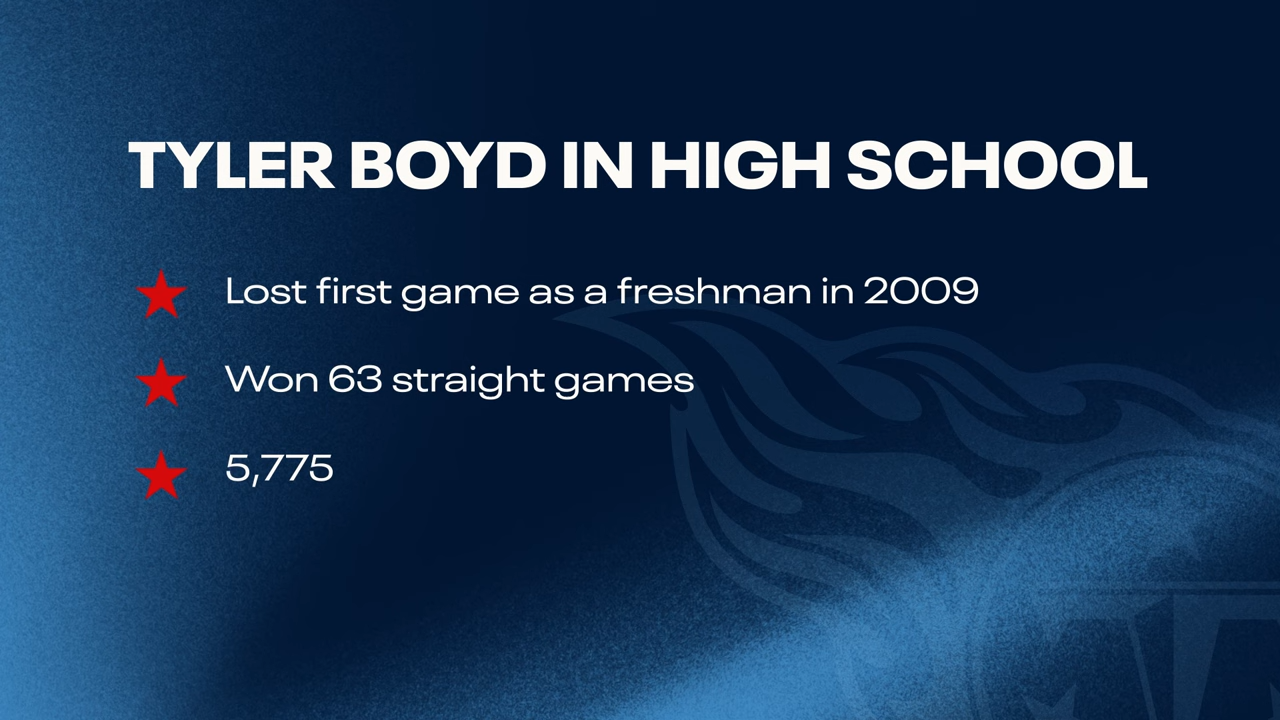 TYLER BOYD IN HIGH SCHOOL
Lost first game as a freshman in 2009
Won 63 straight games
5,775